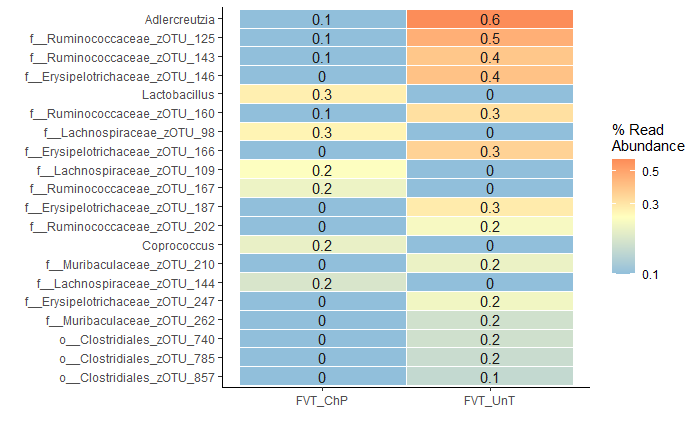 Adlercreutzia 0.1 0.6
f__Ruminococcaceae_zOTU_125 0.1 0.5
f__Ruminococcaceae_zOTU_143 0.1 0.4
f__Erysipelotrichaceae_zOTU_146 0 0.4
Lactobacillus 0.3 0
f__Ruminococcaceae_zOTU_160 0.1 0.3
f__Lachnospiraceae_zOTU_98 0.3 0
f__Erysipelotrichaceae_zOTU_166 0 0.3
f__Lachnospiraceae_zOTU_109 0.2 0
f__Ruminococcaceae_zOTU_167 0.2 0
f__Erysipelotrichaceae_zOTU_187 0 0.3
f__Ruminococcaceae_zOTU_202 0 0.2
Coprococcus 0.2 0
f__Muribaculaceae_zOTU_210 0 0.2
f__Lachnospiraceae_zOTU_144 0.2 0
f__Erysipelotrichaceae_zOTU_247 0 0.2
f__Muribaculaceae_zOTU_262 0 0.2
o__Clostridiales_zOTU_740 0 0.2
o__Clostridiales_zOTU_785 0 0.2
o__Clostridiales_zOTU_857 0 0.1
FVT_ChP FVT_UnT
% Read
Abundance
0.5
0.3
0.1